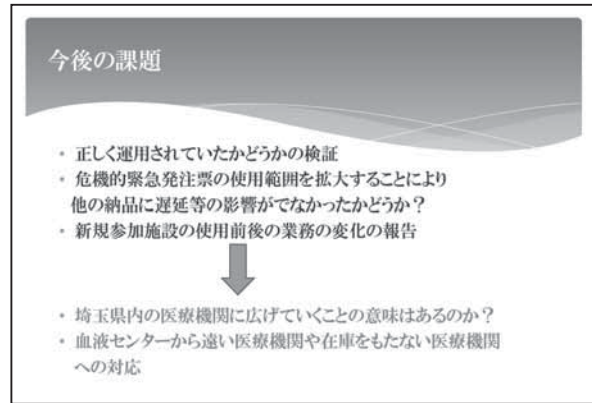 今後の課題
・ 正しく運用されていたかどうかの検証
・ 危機的緊急発注票の使用範囲を拡大することにより
他の納品に遅延等の影響がでなかったかどうか？
・ 新規参加施設の使用前後の業務の変化の報告
・ 埼玉県内の医療機関に広げていくことの意味はあるのか？
・ 血液センターから遠い医療機関や在庫をもたない医療機関
への対応